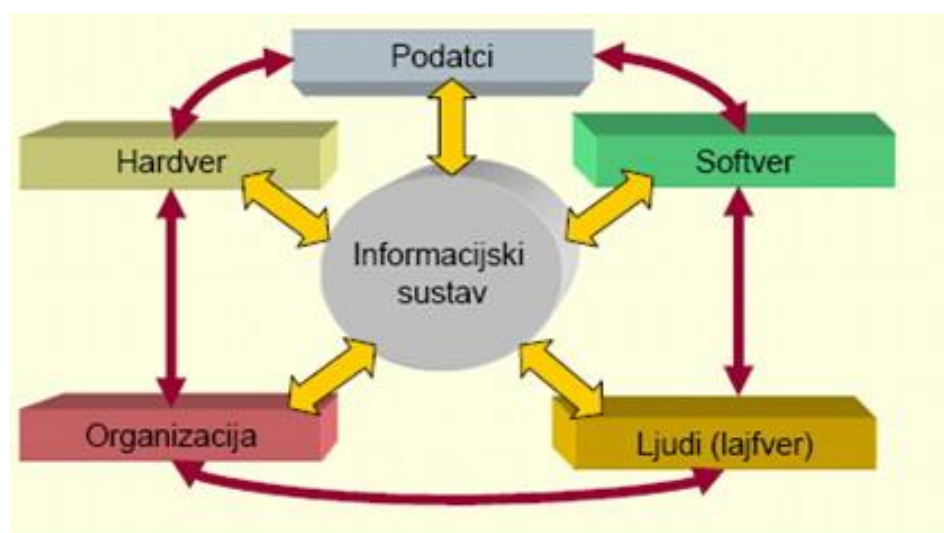 Podatci
Hardver
Softver
Informacijski
sustav
Organizacija
Ljudi (lajfver)